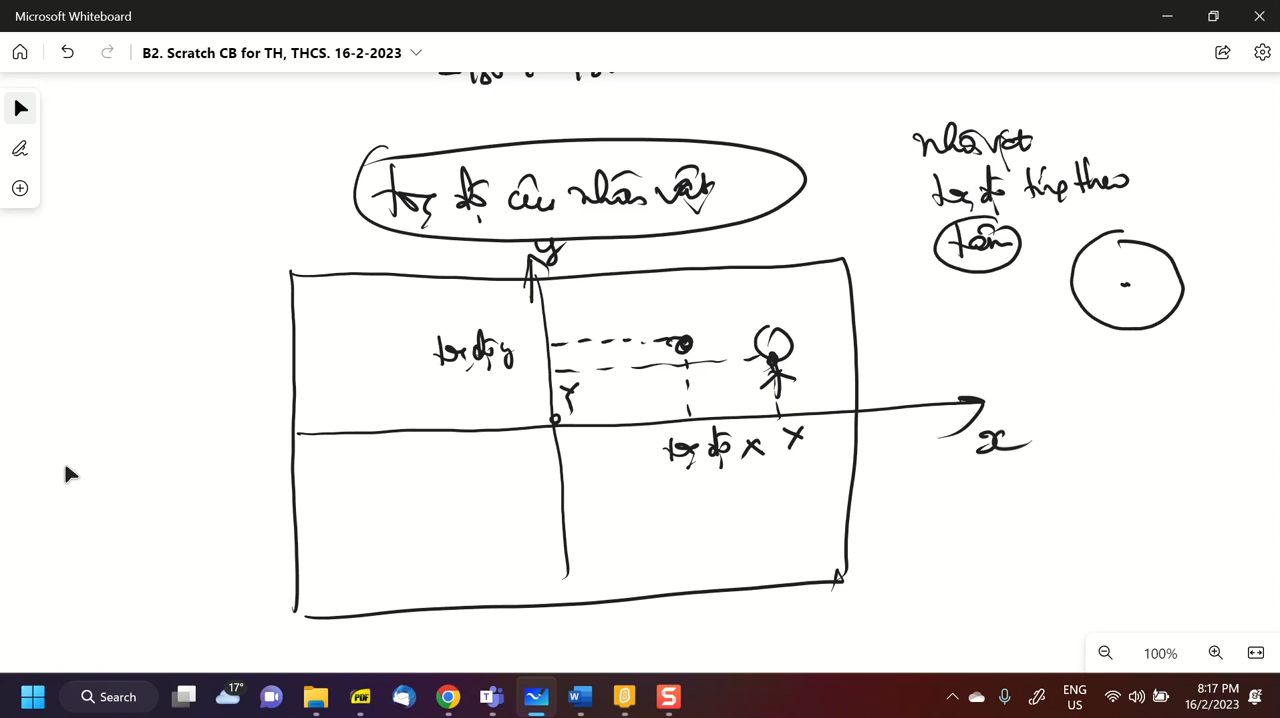 Microsoft Whiteboard
B2. Scratch CB for TH, THCS. 16-2-2023
nhân vật
tọa độ tính theo
tâm
tọa độ của nhân vật
y
tọa độ y
Y
tọa độ x
X
x
100%
17°
Search
ENG
US
8:17 PM
16/2/2023